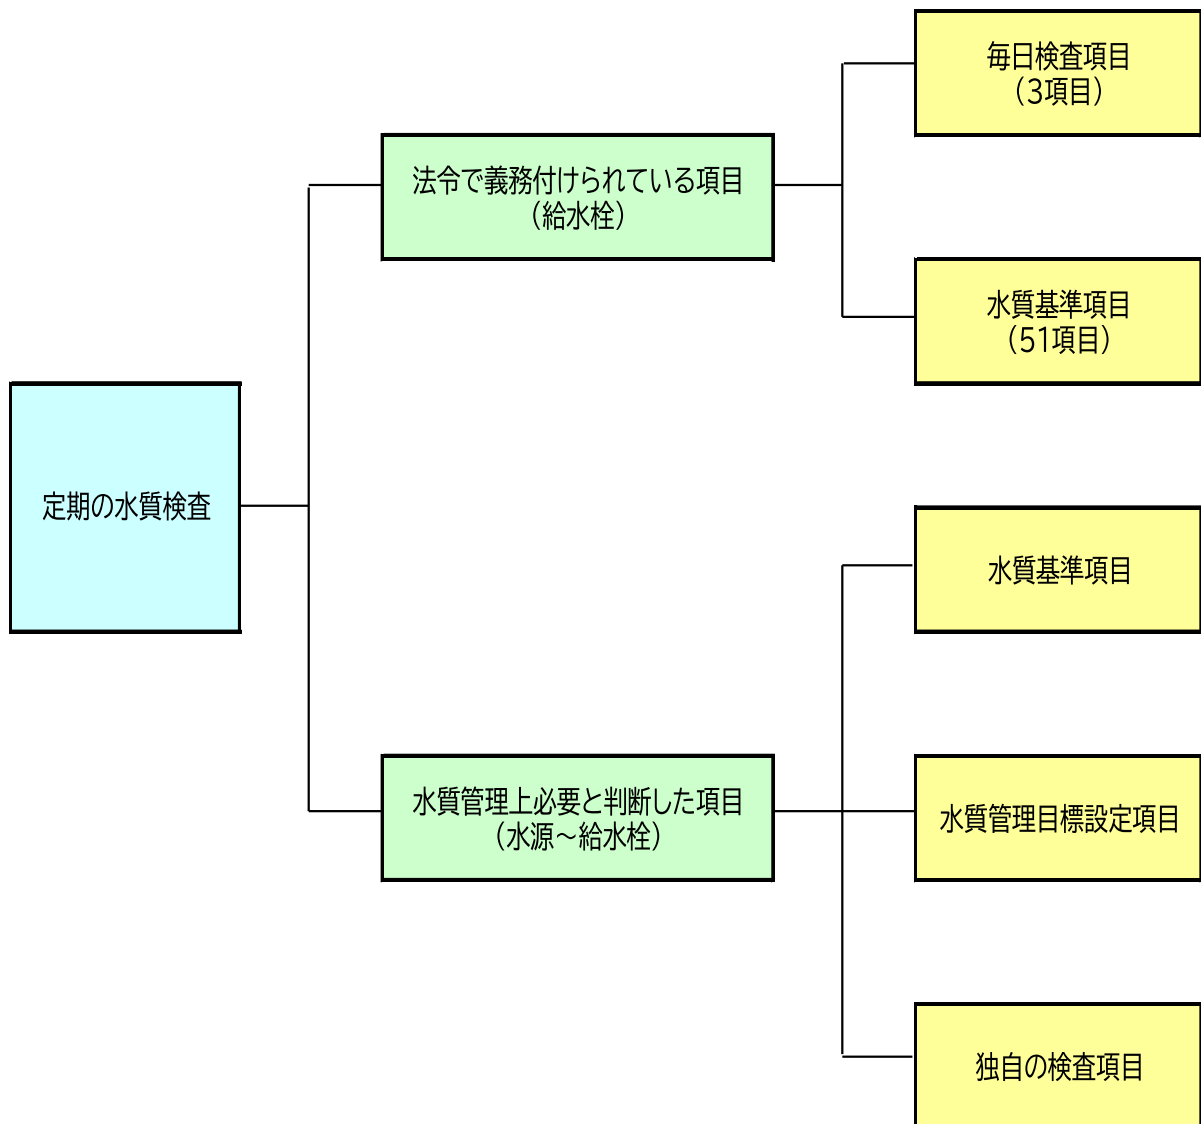 定期の水質検査
法令で義務付けられている項目
（給水栓）
毎日検査項目
（3項目）
水質基準項目
（51項目）
水質管理上必要と判断した項目
（水源～給水栓）
水質基準項目
水質管理目標設定項目
独自の検査項目